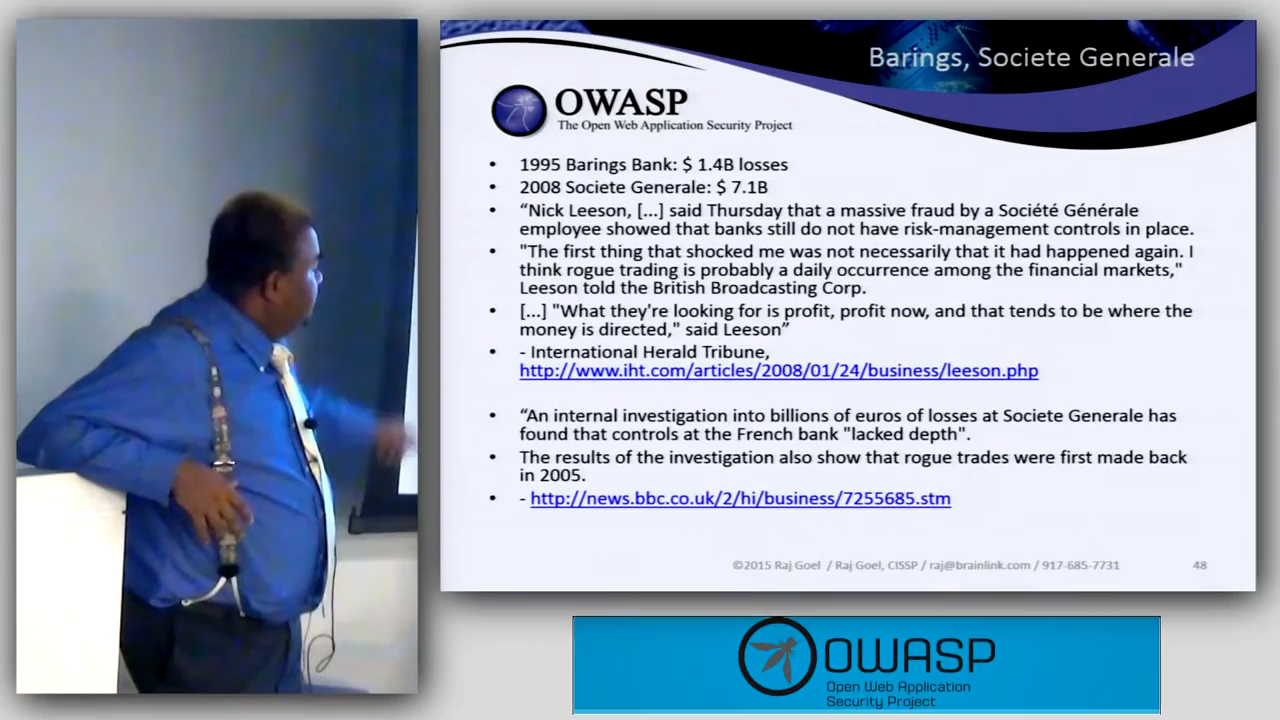 Barings, Societe Generale
OWASP
The Open Web Application Security Project
• 1995 Barings Bank: $ 1.4B losses
• 2008 Societe Generale: $ 7.1B
• “Nick Leeson, [...] said Thursday that a massive fraud by a Société Générale
employee showed that banks still do not have risk-management controls in place.
• "The first thing that shocked me was not necessarily that it had happened again. I
think rogue trading is probably a daily occurrence among the financial markets,"
Leeson told the British Broadcasting Corp.
• [...] "What they're looking for is profit, profit now, and that tends to be where the
money is directed," said Leeson”
• - International Herald Tribune,
http://www.iht.com/articles/2008/01/24/business/leeson.php
• “An internal investigation into billions of euros of losses at Societe Generale has
found that controls at the French bank "lacked depth".
• The results of the investigation also show that rogue trades were first made back
in 2005.
• - http://news.bbc.co.uk/2/hi/business/7255685.stm
©2015 Raj Goel / Raj Goel, CISSP / raj@brainlink.com / 917-685-7731
48
OWASP
Open Web Application
Security Project